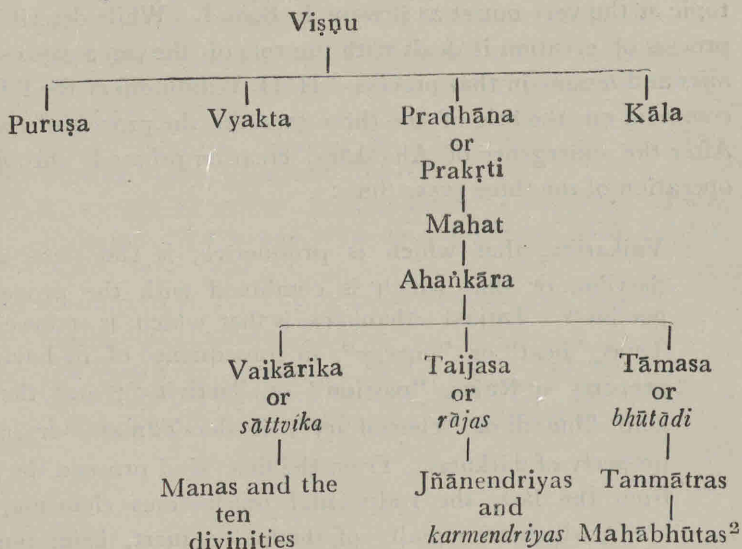 Viṣṇu
Puruṣa Vyakta Pradhāna Kāla
or
Prakṛti
Mahat
Ahaṅkāra
Vaikārika Taijasa Tāmasa
or or or
sāttvika rājas bhūtādi
Manas and the Jñānendriyas Tanmātras
ten and
divinities karmendriyas Mahābhūtas²